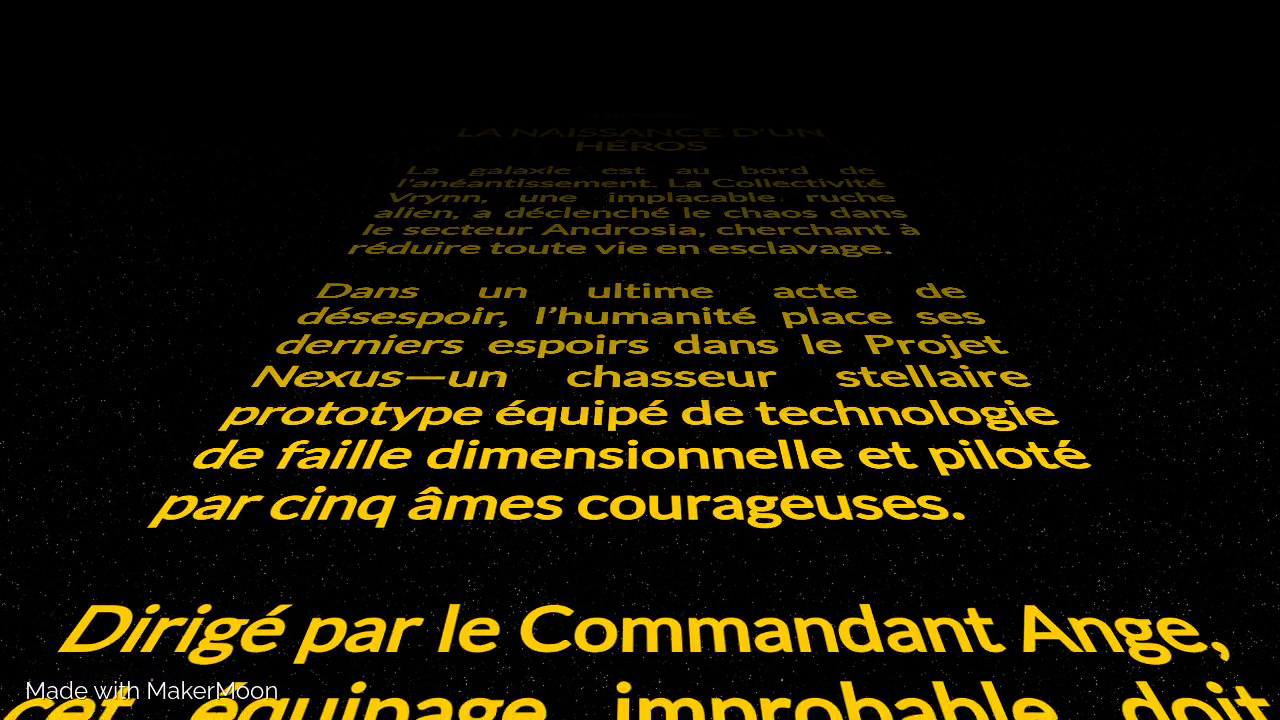 LA NAISSANCE D'UN
HÉROS
La galaxie est au bord de
l'anéantissement. La Collectivité
Vrynn, une implacable ruche
alien, a déclenché le chaos dans
le secteur Androsia, cherchant à
réduire toute vie en esclavage.
Dans un ultime acte de
désespoir, l’humanité place ses
derniers espoirs dans le Projet
Nexus—un chasseur stellaire
prototype équipé de technologie
de faille dimensionnelle et piloté
par cinq âmes courageuses.
Dirigé par le Commandant Ange,
cet équipage improbable doit
Made with MakerMoon